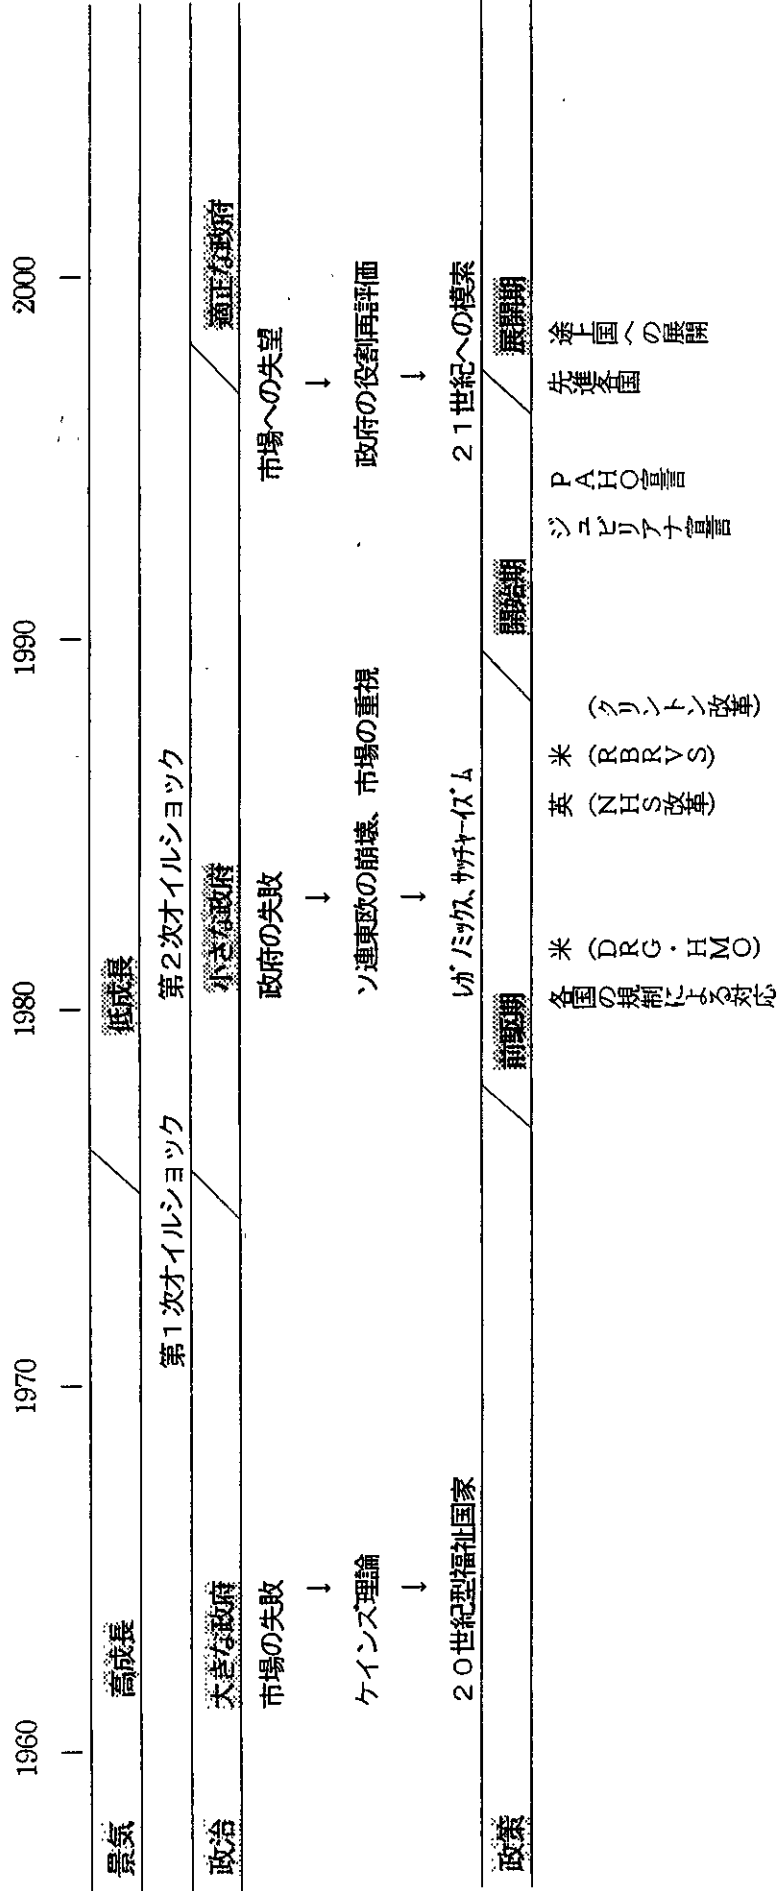 1960 1970 1980 1990 2000
景気 高成長 低成長
第1次オイルショック 第2次オイルショック
政治 大きな政府 小さな政府 適正な政府
市場の失敗 政府の失敗 市場への失望
↓ ↓ ↓
ケインズ理論 ソ連東欧の崩壊、市場の重視 政府の役割再評価
↓ ↓ ↓
20世紀型福祉国家 レーガノミックス、サッチャーイズム 21世紀への模索
政策 前駆期 開始期 展開期
各国の規制による対応
米(DRG・HMO)
英(NHS改革)
米(RBRVS)
(クリントン改革)
ジュビリアナ宣言
PAHO宣言
先進各国
途上国への展開